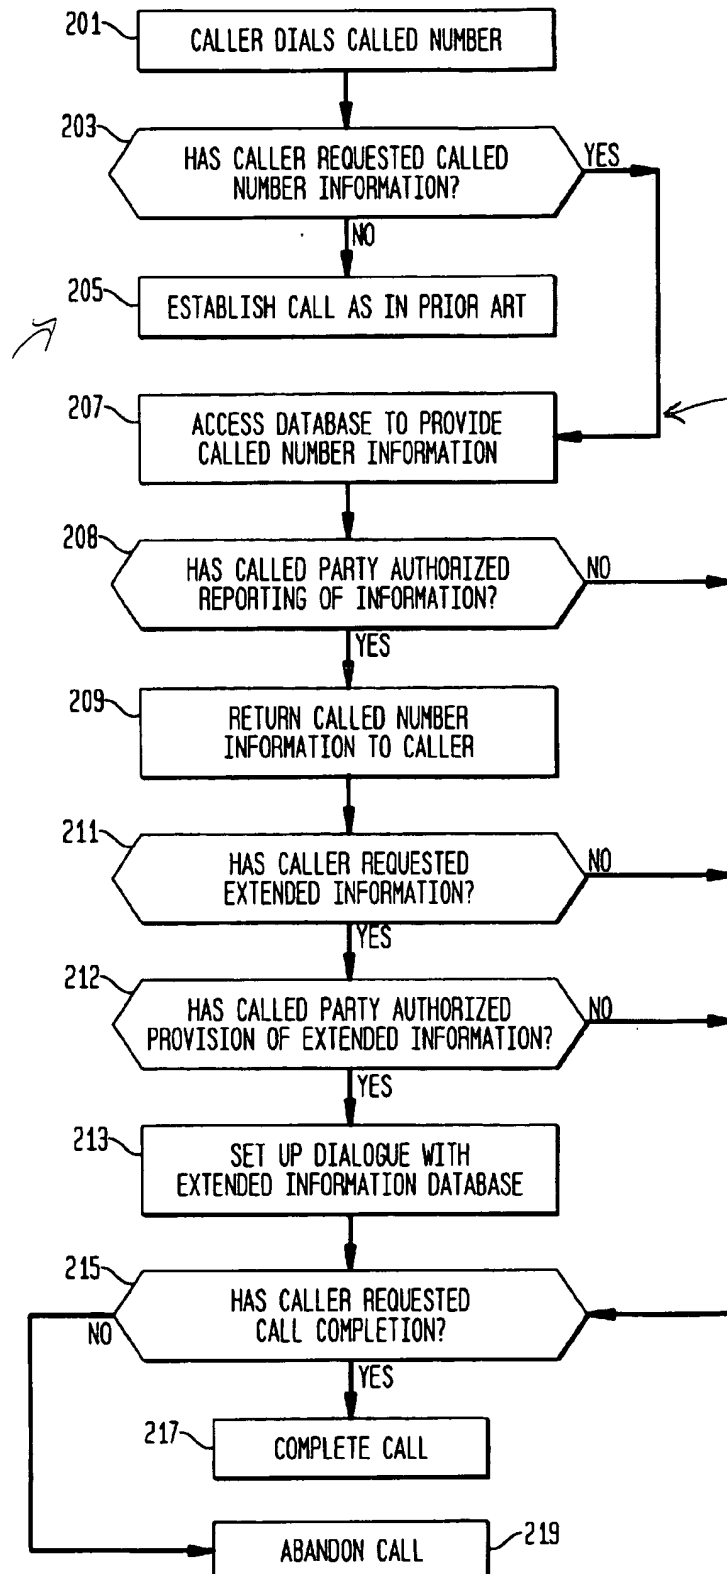 201
CALLER DIALS CALLED NUMBER
203
HAS CALLER REQUESTED CALLED
NUMBER INFORMATION?
YES
NO
205
ESTABLISH CALL AS IN PRIOR ART
207
ACCESS DATABASE TO PROVIDE
CALLED NUMBER INFORMATION
208
HAS CALLED PARTY AUTHORIZED
REPORTING OF INFORMATION?
NO
YES
209
RETURN CALLED NUMBER
INFORMATION TO CALLER
211
HAS CALLER REQUESTED
EXTENDED INFORMATION?
NO
YES
212
HAS CALLED PARTY AUTHORIZED
PROVISION OF EXTENDED INFORMATION?
NO
YES
213
SET UP DIALOGUE WITH
EXTENDED INFORMATION DATABASE
215
HAS CALLER REQUESTED
CALL COMPLETION?
NO
YES
217
COMPLETE CALL
ABANDON CALL
219